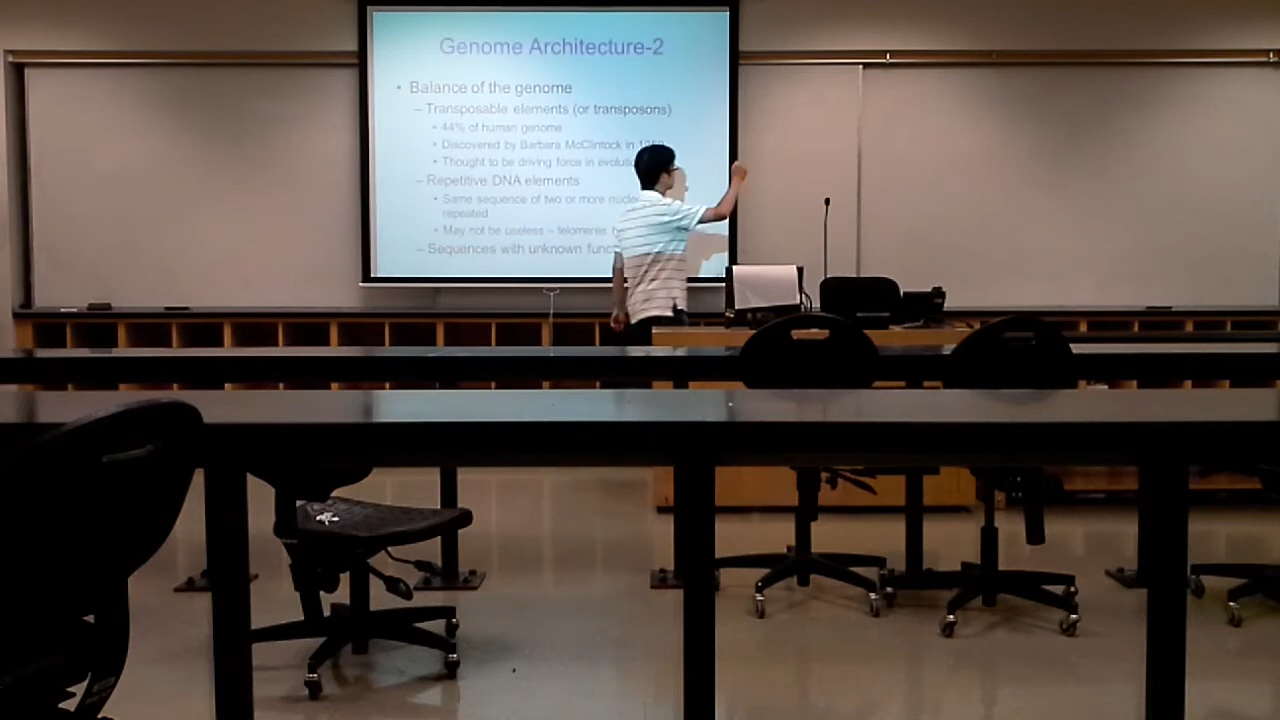 Genome Architecture-2
• Balance of the genome
– Transposable elements (or transposons)
• 44% of human genome
• Discovered by Barbara McClintock in
• Thought to be driving force in
– Repetitive DNA elements
• Same sequence of two or more
repeated
• May not be useless – telomeres
– Sequences with unknown